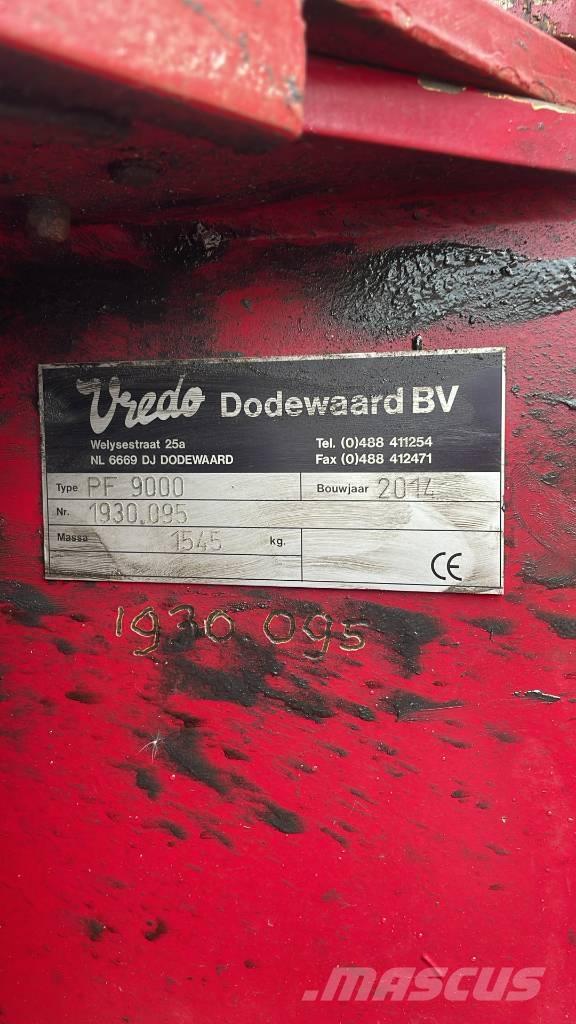 Vredo Dodewaard BV
Welysestraat 25a Tel. (0)488 411254
NL 6669 DJ DODEWAARD Fax (0)488 412471
Type PF 9000 Bouwjaar 2014
Nr. 1930.095
Massa 1545 kg.
CE
1930.095
MASCUS